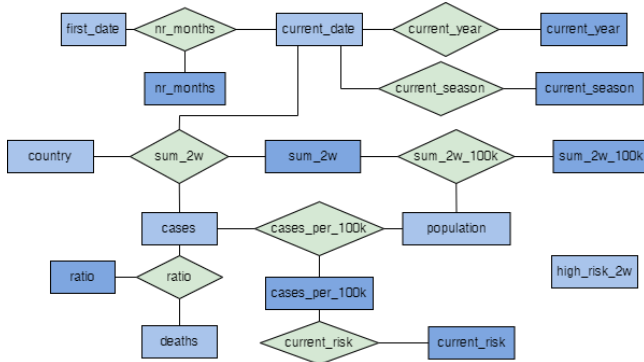 first_date
nr_months
current_date
current_year
current_year
nr_months
current_season
current_season
country
sum_2w
sum_2w
sum_2w_100k
sum_2w_100k
cases
cases_per_100k
population
ratio
ratio
cases_per_100k
high_risk_2w
deaths
current_risk
current_risk